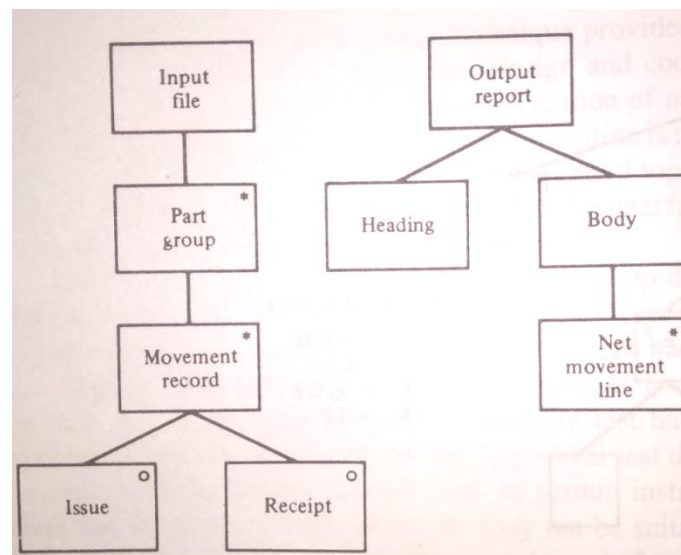 Input
file
Part
group
*
Movement
record
*
Issue
o
Receipt
o
Output
report
Heading
Body
Net
movement
line
*